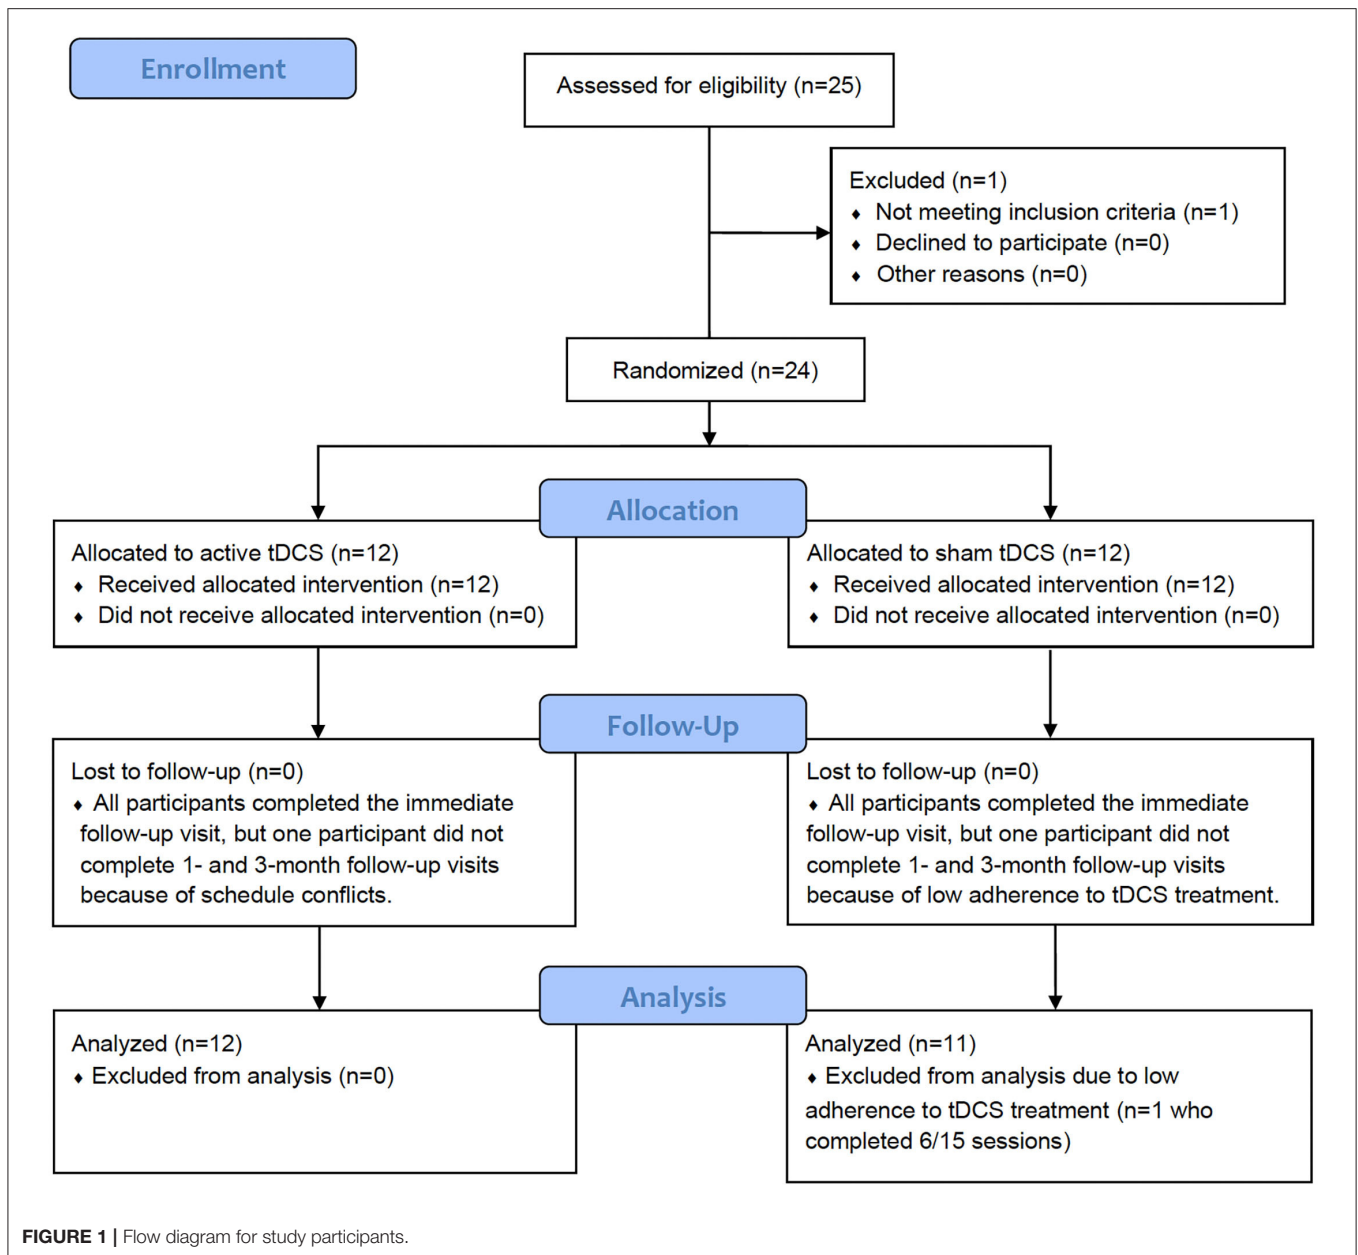 Enrollment
Assessed for eligibility (n=25)
Excluded (n=1)
♦ Not meeting inclusion criteria (n=1)
♦ Declined to participate (n=0)
♦ Other reasons (n=0)
Randomized (n=24)
Allocation
Allocated to active tDCS (n=12)
♦ Received allocated intervention (n=12)
♦ Did not receive allocated intervention (n=0)
Allocated to sham tDCS (n=12)
♦ Received allocated intervention (n=12)
♦ Did not receive allocated intervention (n=0)
Follow-Up
Lost to follow-up (n=0)
♦ All participants completed the immediate
follow-up visit, but one participant did not
complete 1- and 3-month follow-up visits
because of schedule conflicts.
Lost to follow-up (n=0)
♦ All participants completed the immediate
follow-up visit, but one participant did not
complete 1- and 3-month follow-up visits
because of low adherence to tDCS treatment.
Analysis
Analyzed (n=12)
♦ Excluded from analysis (n=0)
Analyzed (n=11)
♦ Excluded from analysis due to low
adherence to tDCS treatment (n=1 who
completed 6/15 sessions)
FIGURE 1 | Flow diagram for study participants.